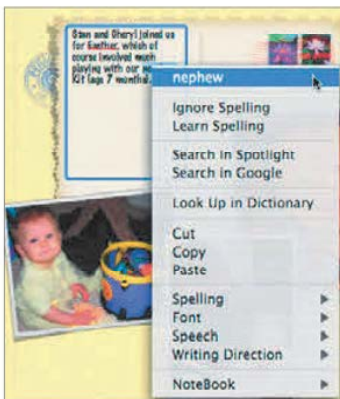 Stan and Sheryl joined us
for Easther, which of
course involved much
playing with our
Kit (age 7 months).
nephew
Ignore Spelling
Learn Spelling
Search in Spotlight
Search in Google
Look Up in Dictionary
Cut
Copy
Paste
Spelling
Font
Speech
Writing Direction
NoteBook